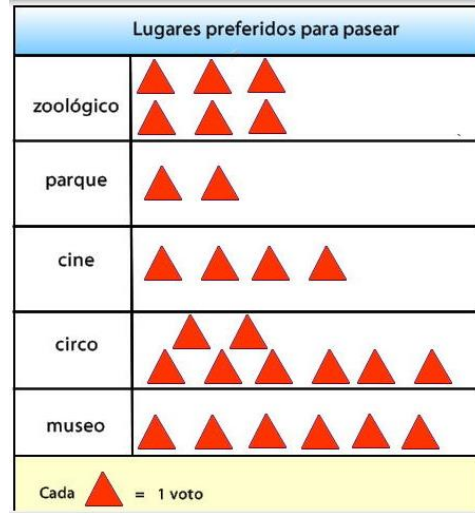 Lugares preferidos para pasear
zoológico
parque
cine
circo
museo
Cada = 1 voto